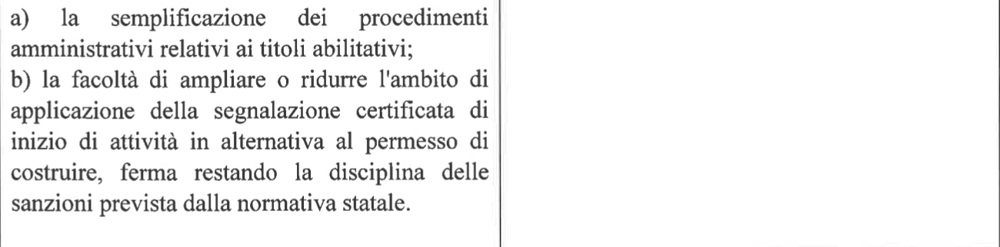 a) la semplificazione dei procedimenti
amministrativi relativi ai titoli abilitativi;
b) la facoltà di ampliare o ridurre l'ambito di
applicazione della segnalazione certificata di
inizio di attività in alternativa al permesso di
costruire, ferma restando la disciplina delle
sanzioni prevista dalla normativa statale.